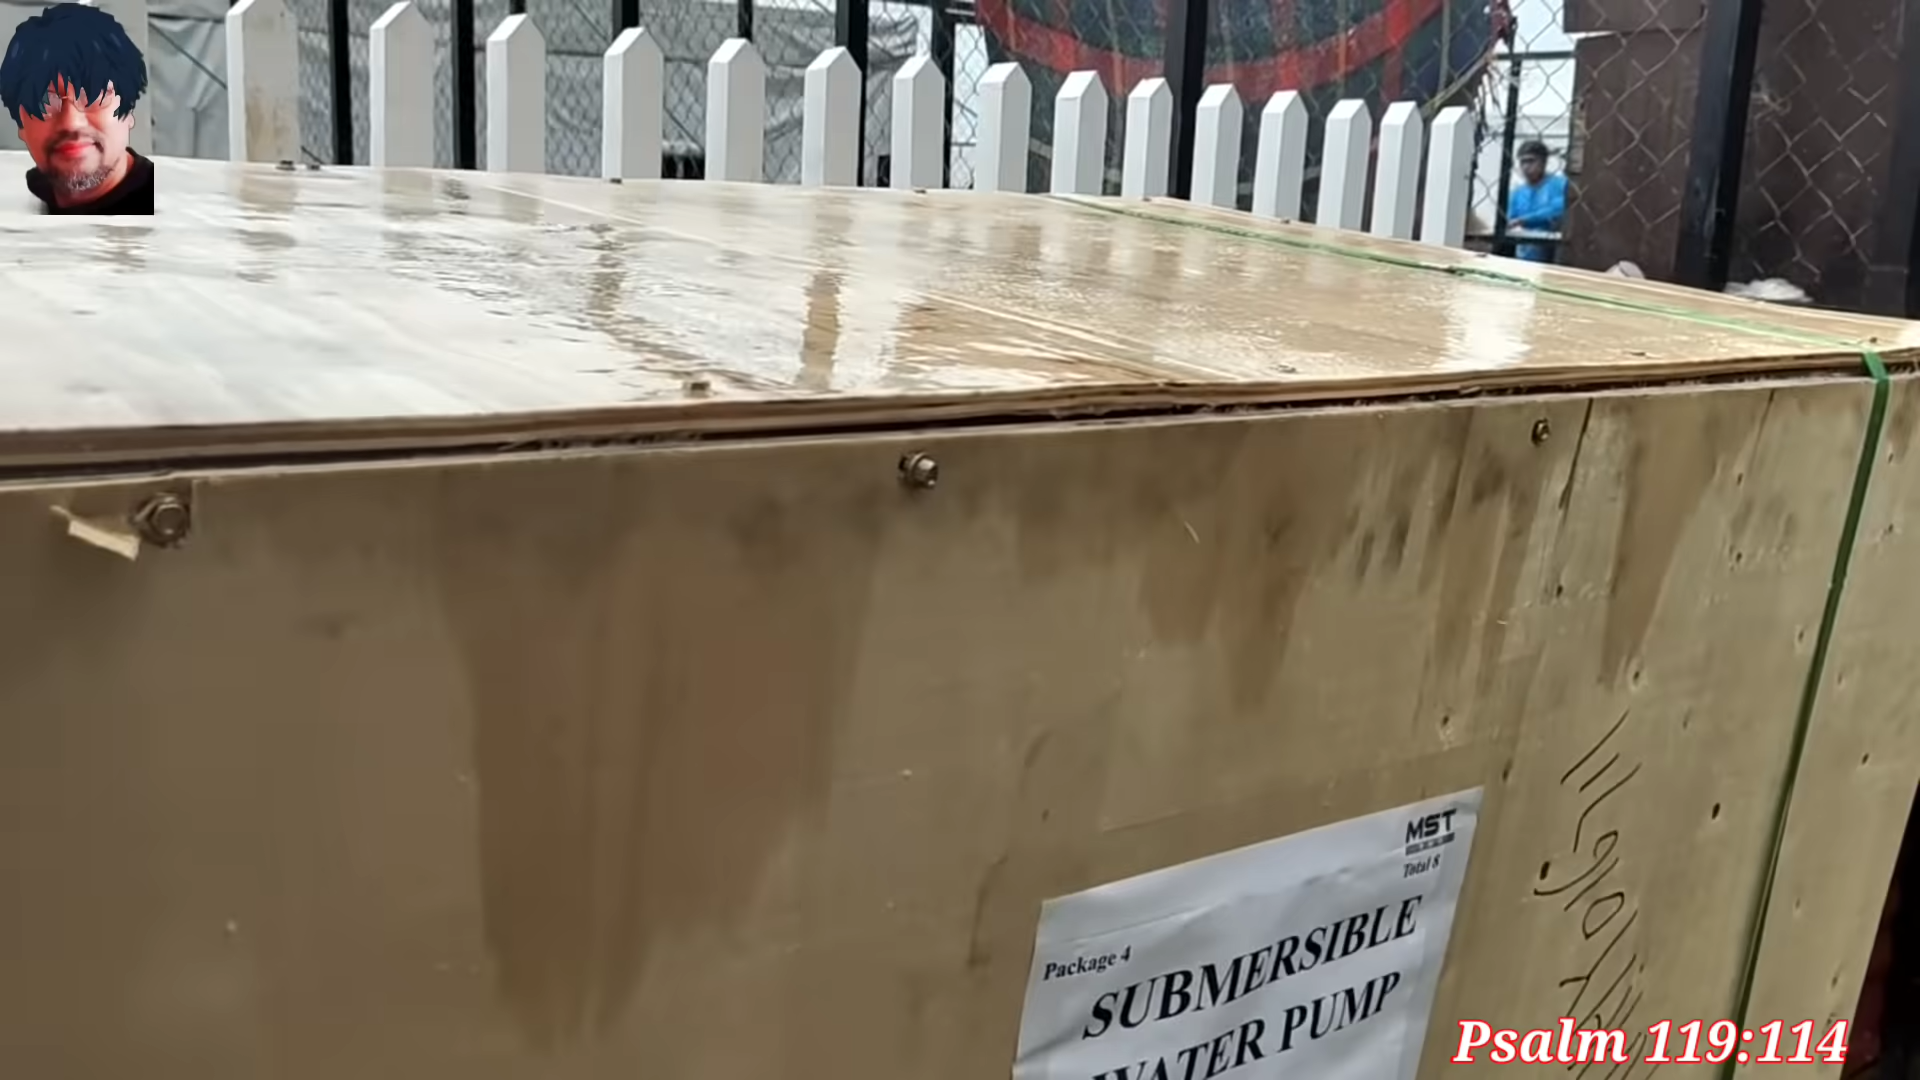 MST
Total 8
Package 4
SUBMERSIBLE
WATER PUMP
Psalm 119:114